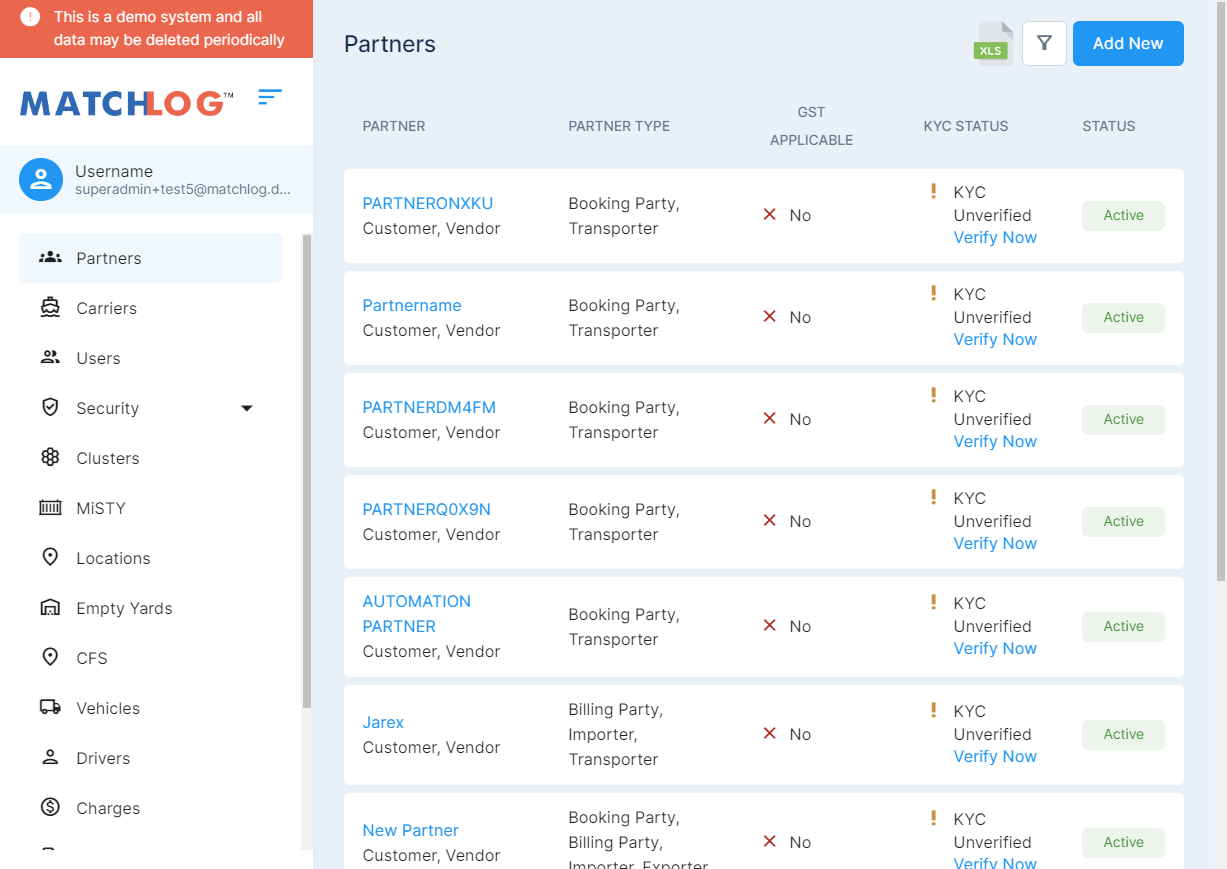 This is a demo system and all
data may be deleted periodically
MATCHLOG™
Username
superadmin+test5@matchlog.d...
Partners
Carriers
Users
Security
Clusters
MiSTY
Locations
Empty Yards
CFS
Vehicles
Drivers
Charges
Partners
XLS
Add New
PARTNER
PARTNER TYPE
GST
APPLICABLE
KYC STATUS
STATUS
PARTNERONXKU
Customer, Vendor
Booking Party,
Transporter
No
KYC
Unverified
Verify Now
Active
Partnername
Customer, Vendor
Booking Party,
Transporter
No
KYC
Unverified
Verify Now
Active
PARTNERDM4FM
Customer, Vendor
Booking Party,
Transporter
No
KYC
Unverified
Verify Now
Active
PARTNERQ0X9N
Customer, Vendor
Booking Party,
Transporter
No
KYC
Unverified
Verify Now
Active
AUTOMATION
PARTNER
Customer, Vendor
Booking Party,
Transporter
No
KYC
Unverified
Verify Now
Active
Jarex
Customer, Vendor
Billing Party,
Importer,
Transporter
No
KYC
Unverified
Verify Now
Active
New Partner
Customer, Vendor
Booking Party,
Billing Party,
Importer, Exporter
No
KYC
Unverified
Verify Now
Active